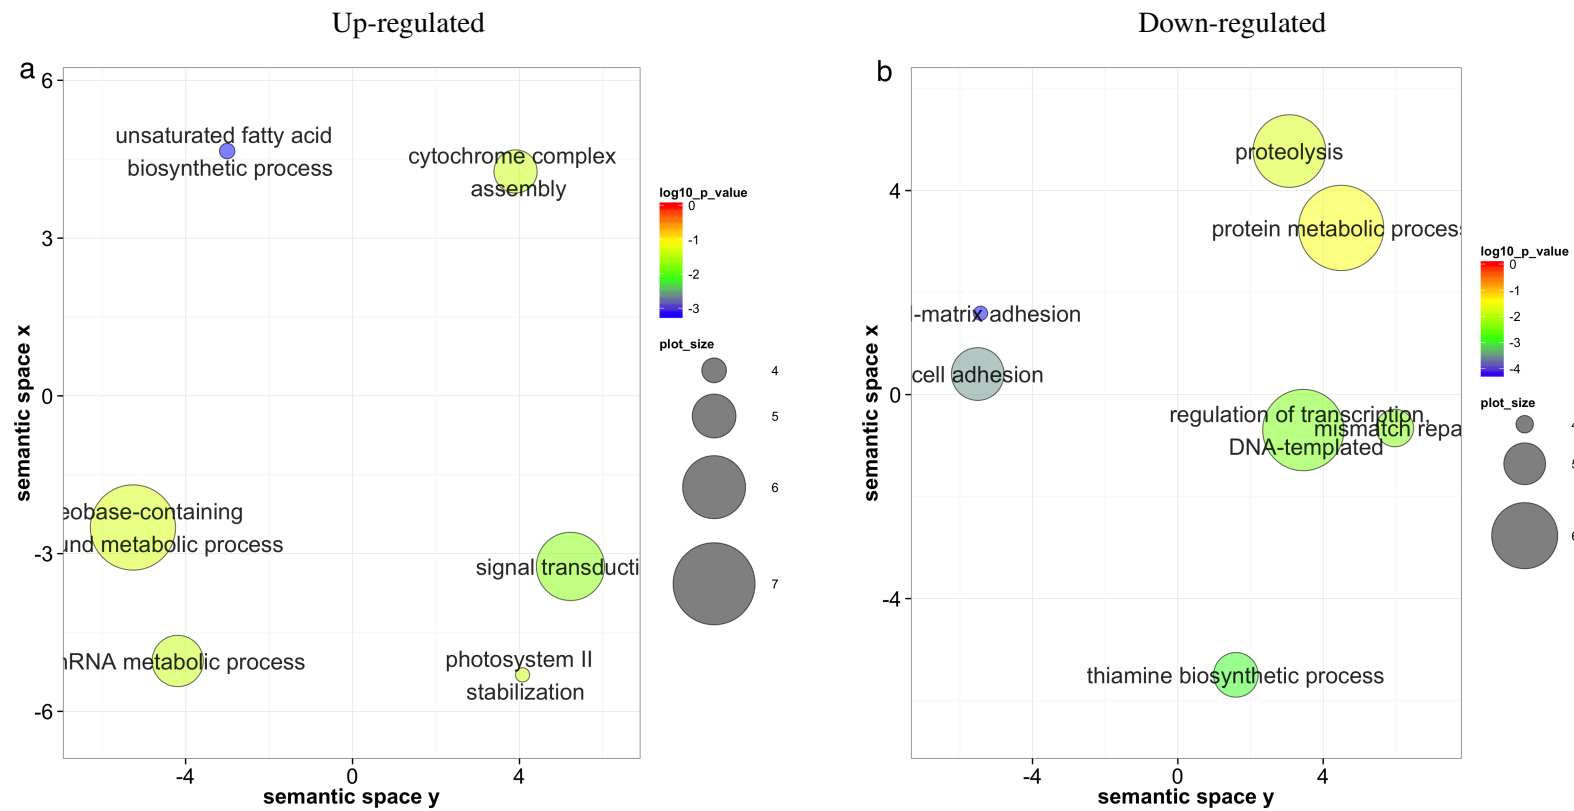 Up-regulated
Down-regulated
a
6
3
0
-3
-6
-4
0
4
semantic space x
semantic space y
unsaturated fatty acid
biosynthetic process
cytochrome complex
assembly
eobase-containing
und metabolic process
signal transducti
mRNA metabolic process
photosystem II
stabilization
log10_p_value
0
-1
-2
-3
plot_size
4
5
6
7
b
4
0
-4
-4
0
4
semantic space x
semantic space y
proteolysis
protein metabolic process
l-matrix adhesion
cell adhesion
regulation of transcription,
DNA-templated
mismatch repa
thiamine biosynthetic process
log10_p_value
0
-1
-2
-3
-4
plot_size
4
5
6